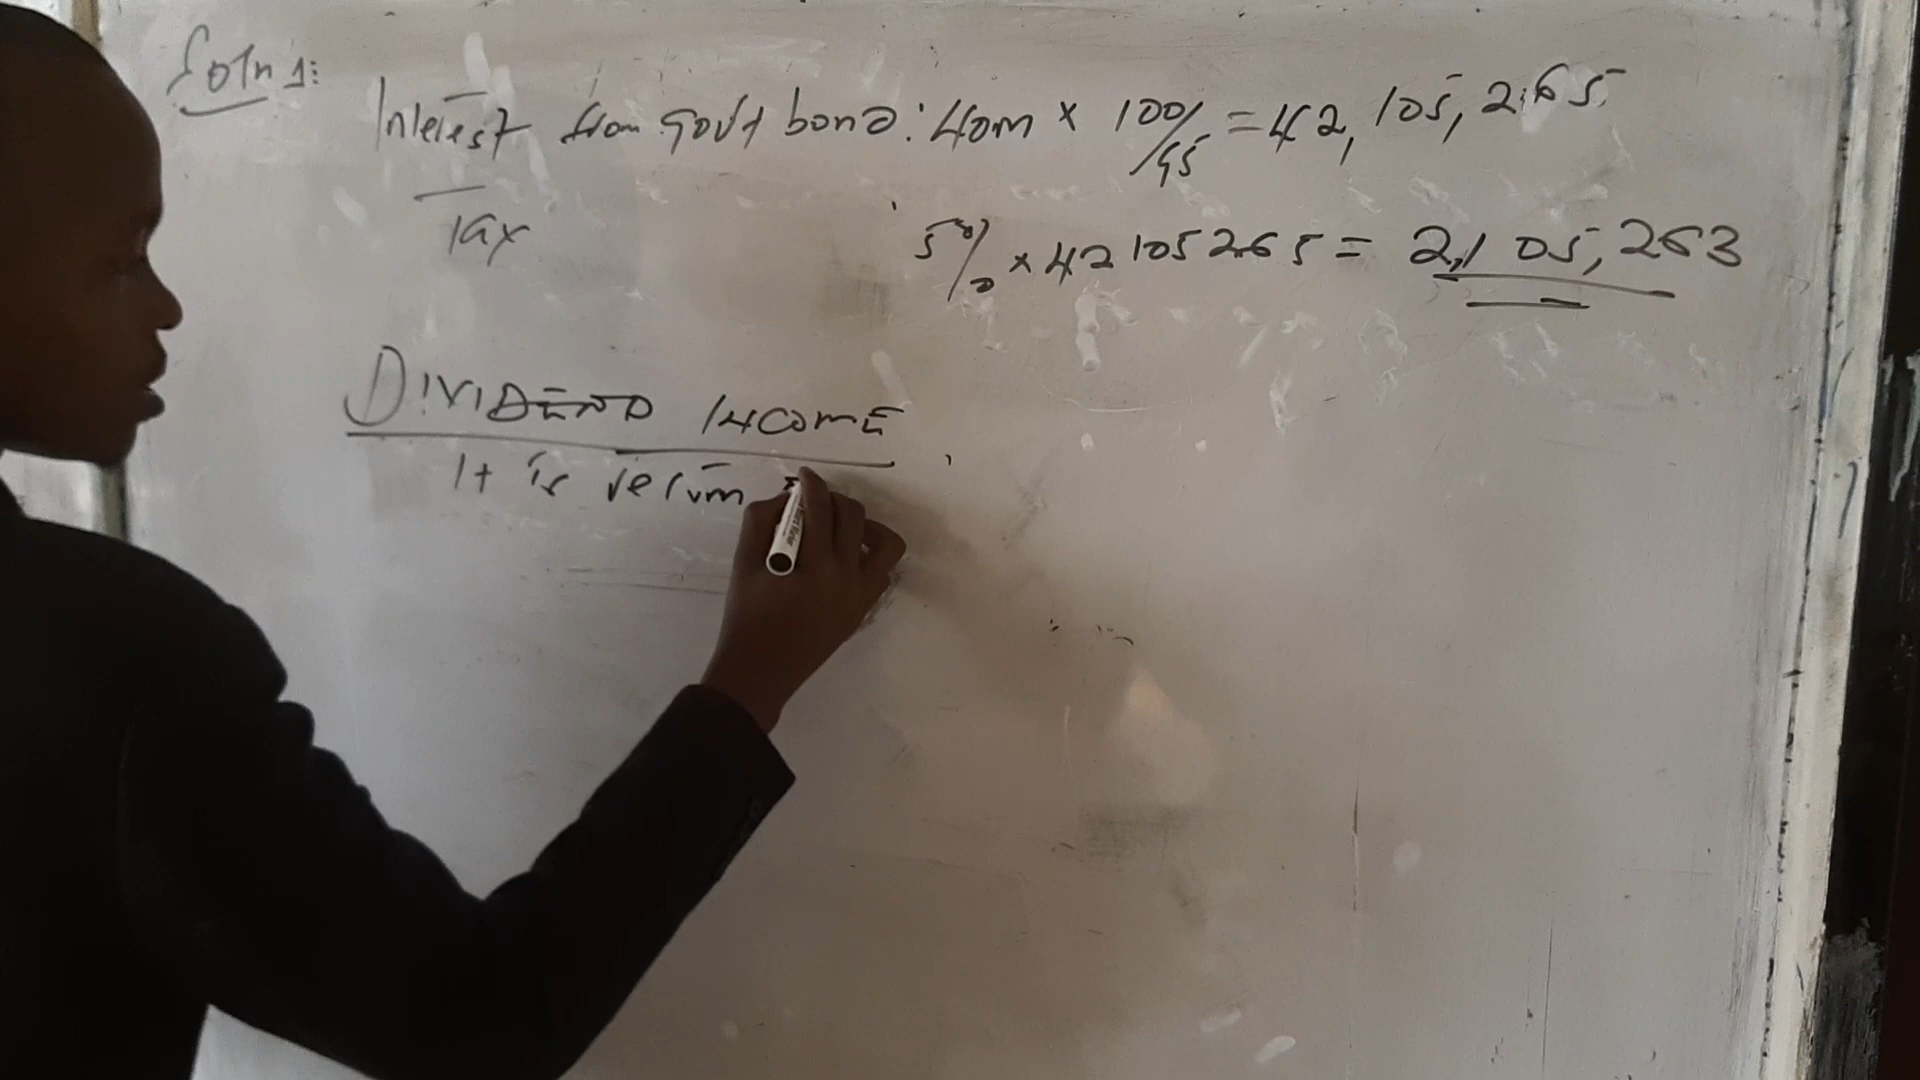 Soln 1:
Interest from Govt bond: 40m × 100/95 = 42,105,265
Tax
5% × 42105265 = 2,105,263
DIVIDEND INCOME
It is return